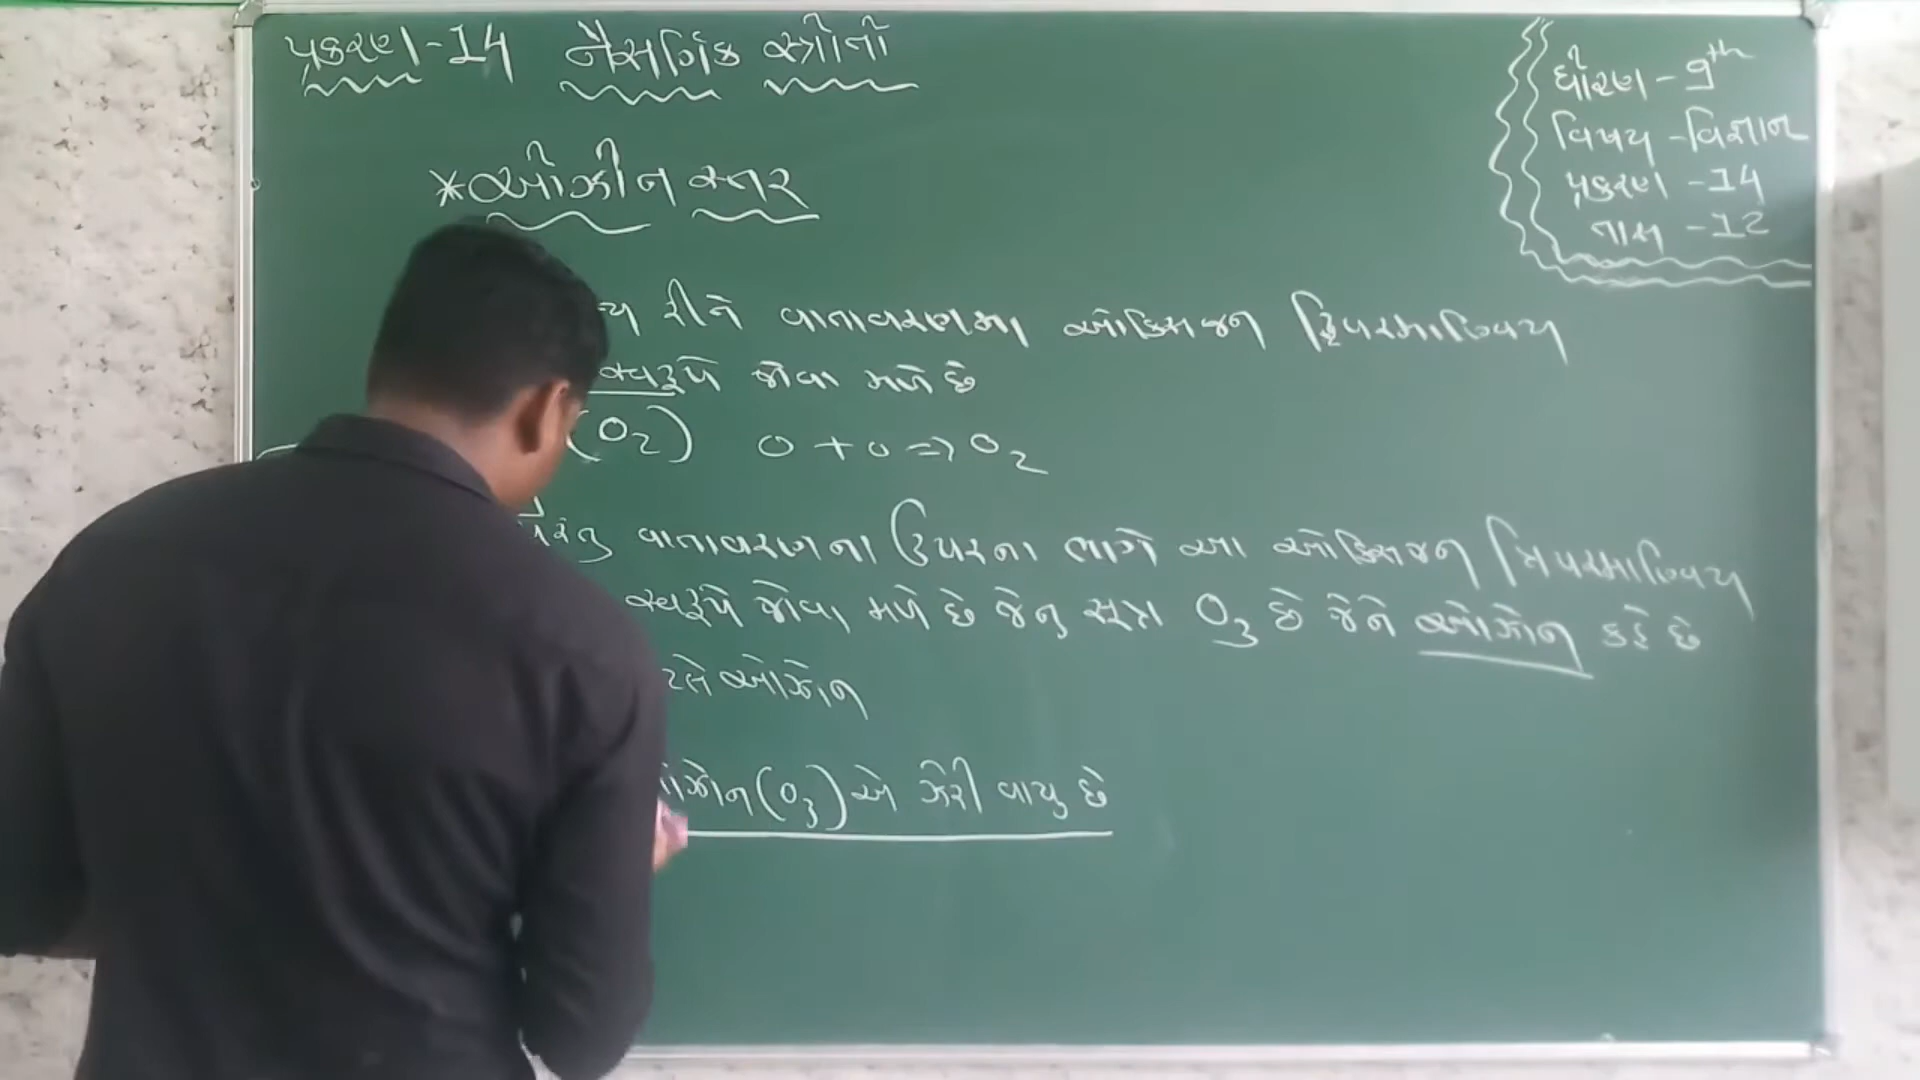 પ્રકરણ-14 નૈસર્ગિક સ્ત્રોતો
ધોરણ - 9th
વિષય - વિજ્ઞાન
પ્રકરણ - 14
તાસ - 12
*ઓઝોન સ્તર
રીતે વાતાવરણમા ઓક્સિજન દ્વિપરમાણ્વિય
સ્વરૂપે જોવા મળે છે
(O2) O + O => O2
પરંતુ વાતાવરણના ઉપરના ભાગે આ ઓક્સિજન ત્રિપરમાણ્વિય
સ્વરૂપે જોવા મળે છે જેનુ સૂત્ર O3 છે જેને ઓઝોન કહે છે
ઓઝોન
(O3) એ ઝેરી વાયુ છે